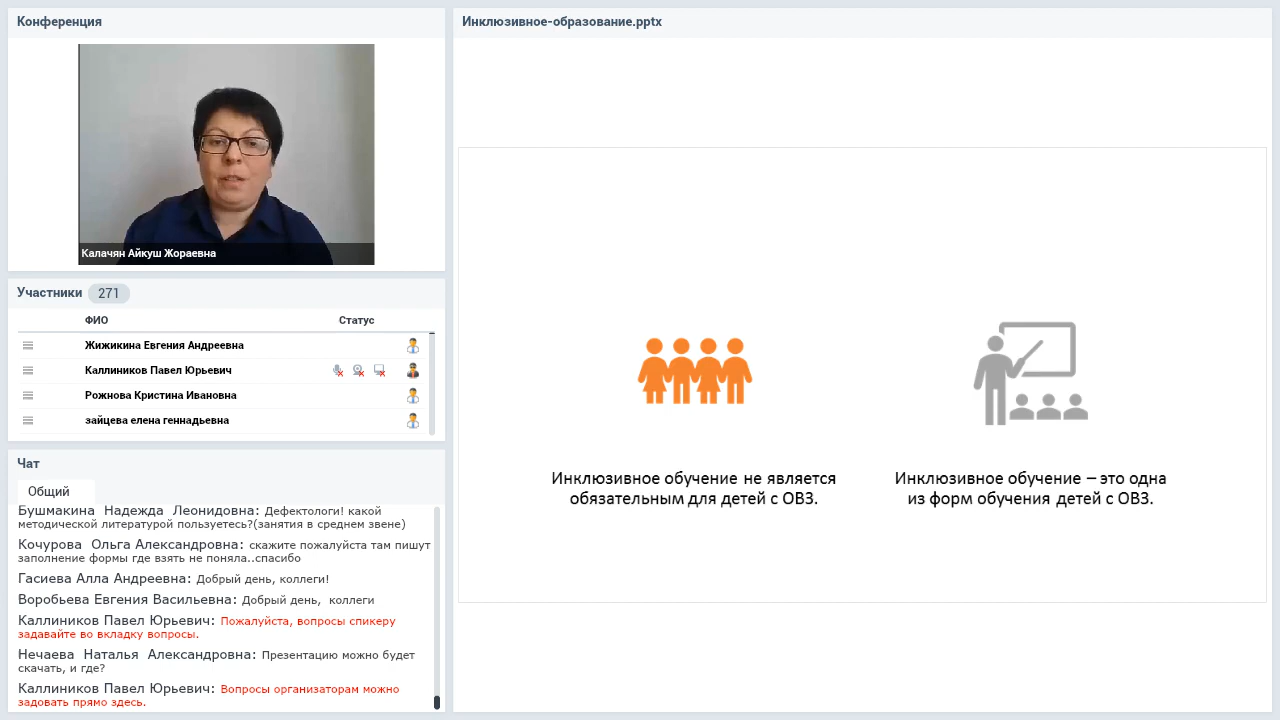 Конференция
Калачян Айкуш Жораевна
Участники 271
ФИО Статус
Жижикина Евгения Андреевна
Каллиников Павел Юрьевич
Рожнова Кристина Ивановна
зайцева елена геннадьевна
Чат
Общий
Бушмакина Надежда Леонидовна: Дефектологи! какой
методической литературой пользуетесь?(занятия в среднем звене)
Кочурова Ольга Александровна: скажите пожалуйста там пишут
заполнение формы где взять не поняла..спасибо
Гасиева Алла Андреевна: Добрый день, коллеги!
Воробьева Евгения Васильевна: Добрый день, коллеги
Каллиников Павел Юрьевич: Пожалуйста, вопросы спикеру
задавайте во вкладку вопросы.
Нечаева Наталья Александровна: Презентацию можно будет
скачать, и где?
Каллиников Павел Юрьевич: Вопросы организаторам можно
задовать прямо здесь.
Инклюзивное-образование.pptx
Инклюзивное обучение не является
обязательным для детей с ОВЗ.
Инклюзивное обучение – это одна
из форм обучения детей с ОВЗ.